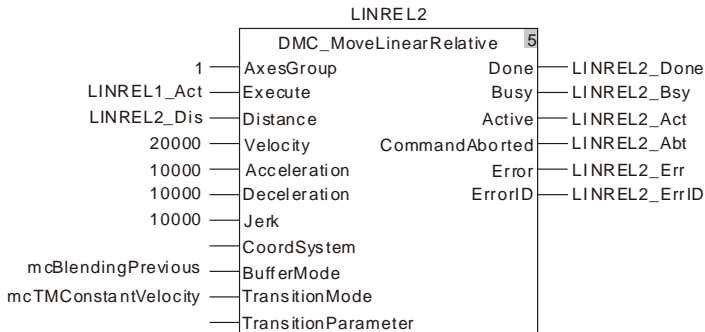 LINREL2
DMC_MoveLinearRelative 5
1 AxesGroup Done LINREL2_Done
LINREL1_Act Execute Busy LINREL2_Bsy
LINREL2_Dis Distance Active LINREL2_Act
20000 Velocity CommandAborted LINREL2_Abt
10000 Acceleration Error LINREL2_Err
10000 Deceleration ErrorID LINREL2_ErrID
10000 Jerk
CoordSystem
mcBlendingPrevious BufferMode
mcTMConstantVelocity TransitionMode
TransitionParameter